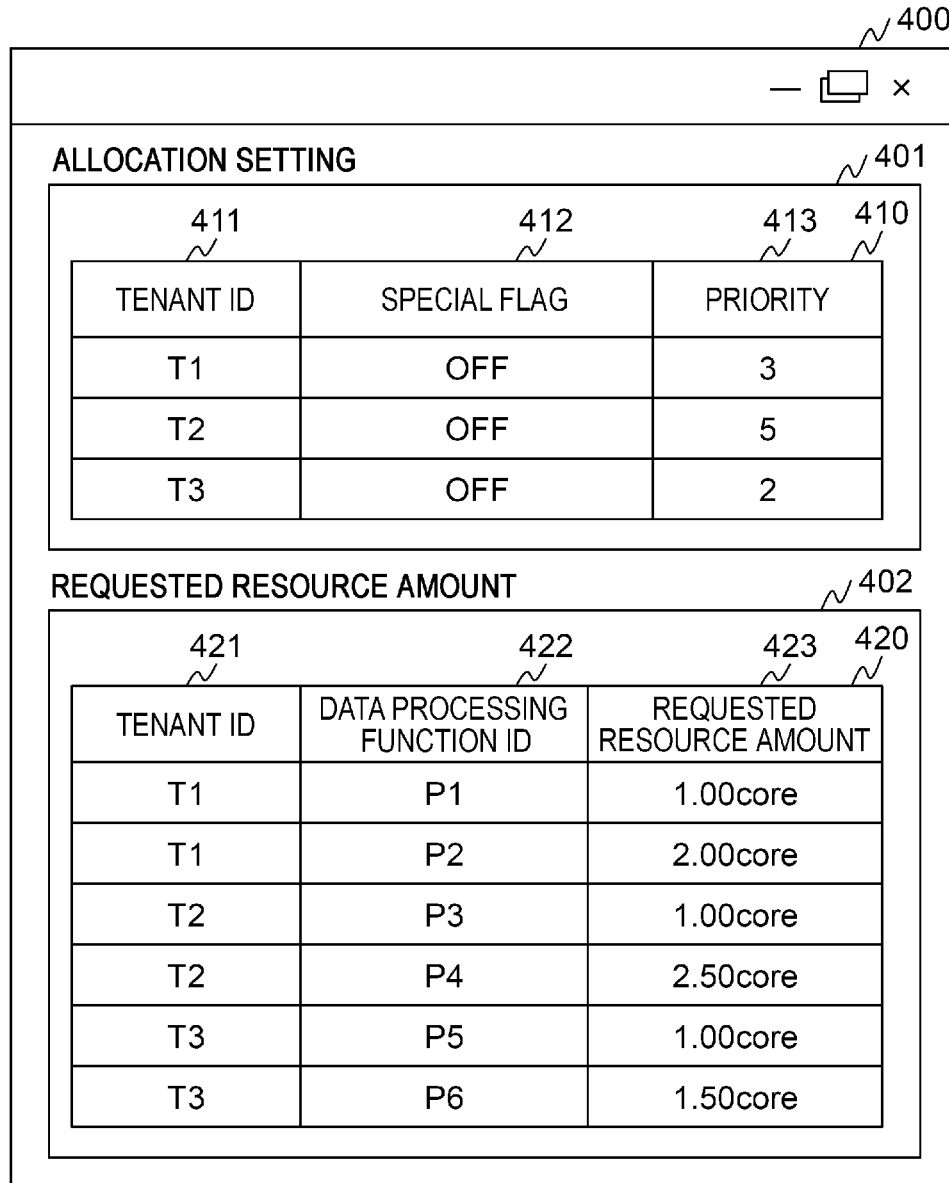 400
— ×
ALLOCATION SETTING
401
411 412 413 410
TENANT ID SPECIAL FLAG PRIORITY
T1 OFF 3
T2 OFF 5
T3 OFF 2
REQUESTED RESOURCE AMOUNT
402
421 422 423 420
TENANT ID DATA PROCESSING FUNCTION ID REQUESTED RESOURCE AMOUNT
T1 P1 1.00core
T1 P2 2.00core
T2 P3 1.00core
T2 P4 2.50core
T3 P5 1.00core
T3 P6 1.50core